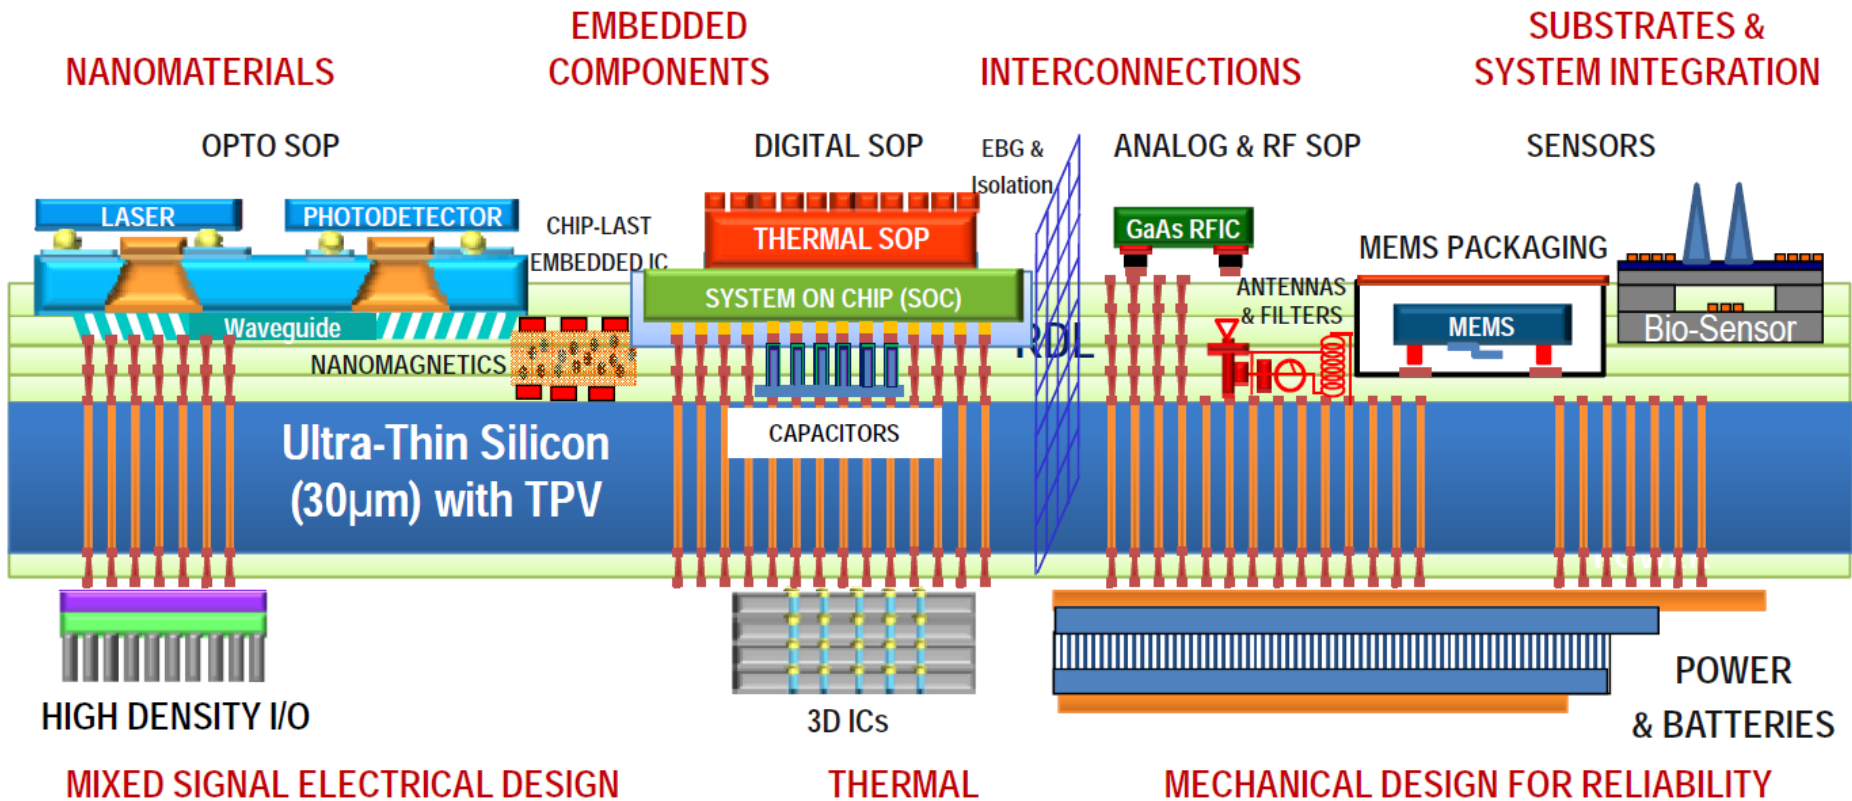 EMBEDDED
SUBSTRATES &
NANOMATERIALS
COMPONENTS
INTERCONNECTIONS
SYSTEM INTEGRATION
OPTO SOP
DIGITAL SOP
EBG &
Isolation
ANALOG & RF SOP
SENSORS
LASER
PHOTODETECTOR
CHIP-LAST
EMBEDDED IC
THERMAL SOP
GaAs RFIC
MEMS PACKAGING
SYSTEM ON CHIP (SOC)
ANTENNAS
& FILTERS
Waveguide
MEMS
Bio-Sensor
RDL
NANOMAGNETICS
CAPACITORS
Ultra-Thin Silicon
(30µm) with TPV
POWER
HIGH DENSITY I/O
3D ICs
POWER
& BATTERIES
MIXED SIGNAL ELECTRICAL DESIGN
THERMAL
MECHANICAL DESIGN FOR RELIABILITY